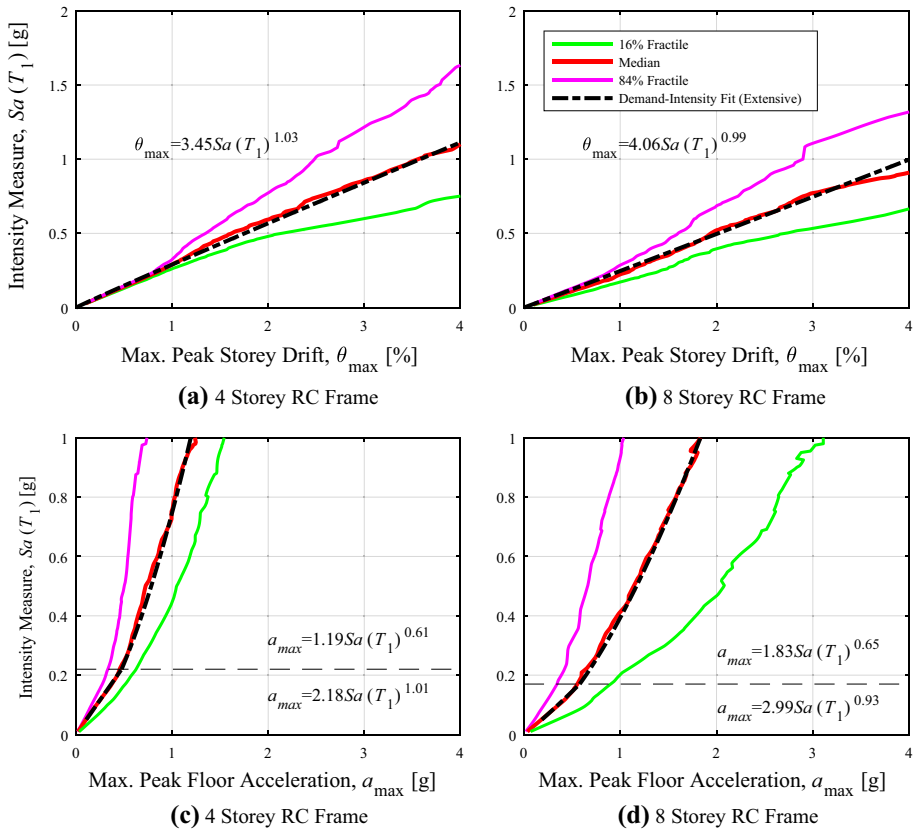 2
1.5
1
0.5
0
Intensity Measure, Sa (T1) [g]
θmax=3.45Sa (T1)1.03
0 1 2 3 4
Max. Peak Storey Drift, θmax [%]
(a) 4 Storey RC Frame
16% Fractile
Median
84% Fractile
Demand-Intensity Fit (Extensive)
θmax=4.06Sa (T1)0.99
0 1 2 3 4
Max. Peak Storey Drift, θmax [%]
(b) 8 Storey RC Frame
1
0.8
0.6
0.4
0.2
0
Intensity Measure, Sa (T1) [g]
amax=1.19Sa (T1)0.61
amax=2.18Sa (T1)1.01
0 1 2 3 4
Max. Peak Floor Acceleration, amax [g]
(c) 4 Storey RC Frame
1
0.8
0.6
0.4
0.2
0
amax=1.83Sa (T1)0.65
amax=2.99Sa (T1)0.93
0 1 2 3 4
Max. Peak Floor Acceleration, amax [g]
(d) 8 Storey RC Frame